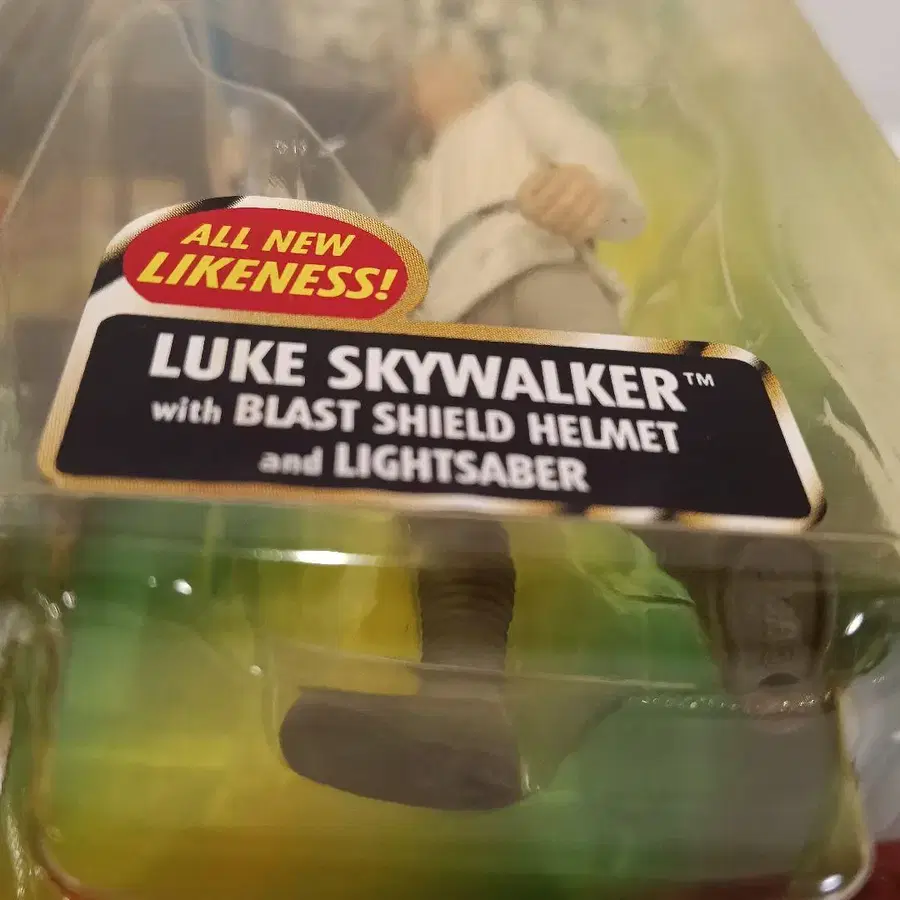 ALL NEW
LIKENESS!
LUKE SKYWALKER™
with BLAST SHIELD HELMET
and LIGHTSABER